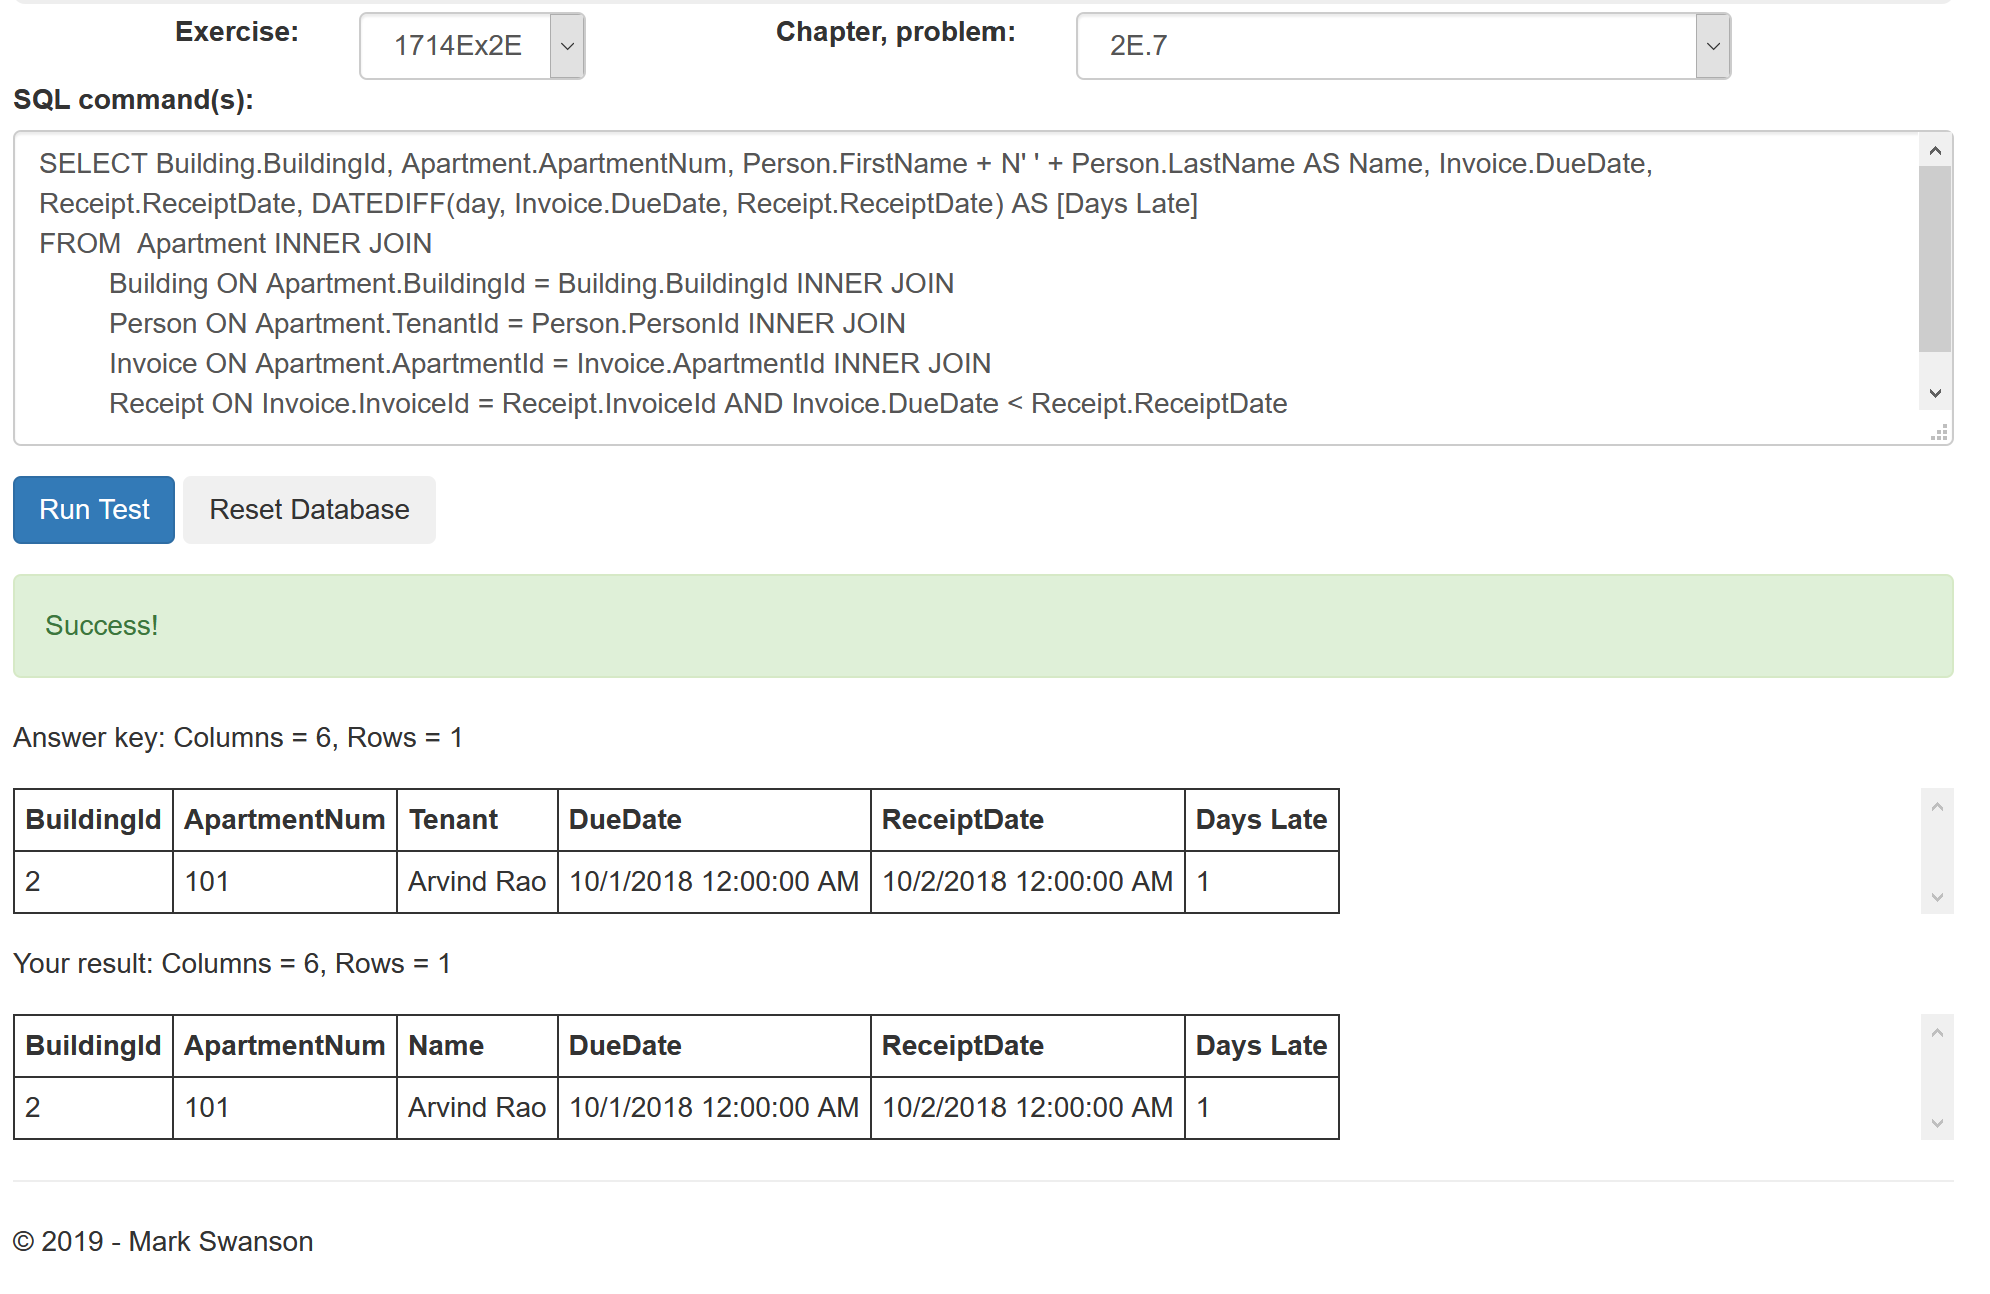 Exercise: 1714Ex2E Chapter, problem: 2E.7
SQL command(s):
SELECT Building.BuildingId, Apartment.ApartmentNum, Person.FirstName + N' ' + Person.LastName AS Name, Invoice.DueDate,
Receipt.ReceiptDate, DATEDIFF(day, Invoice.DueDate, Receipt.ReceiptDate) AS [Days Late]
FROM  Apartment INNER JOIN
Building ON Apartment.BuildingId = Building.BuildingId INNER JOIN
Person ON Apartment.TenantId = Person.PersonId INNER JOIN
Invoice ON Apartment.ApartmentId = Invoice.ApartmentId INNER JOIN
Receipt ON Invoice.InvoiceId = Receipt.InvoiceId AND Invoice.DueDate < Receipt.ReceiptDate
Run Test Reset Database
Success!
Answer key: Columns = 6, Rows = 1
BuildingId ApartmentNum Tenant DueDate ReceiptDate Days Late
2 101 Arvind Rao 10/1/2018 12:00:00 AM 10/2/2018 12:00:00 AM 1
Your result: Columns = 6, Rows = 1
BuildingId ApartmentNum Name DueDate ReceiptDate Days Late
2 101 Arvind Rao 10/1/2018 12:00:00 AM 10/2/2018 12:00:00 AM 1
© 2019 - Mark Swanson